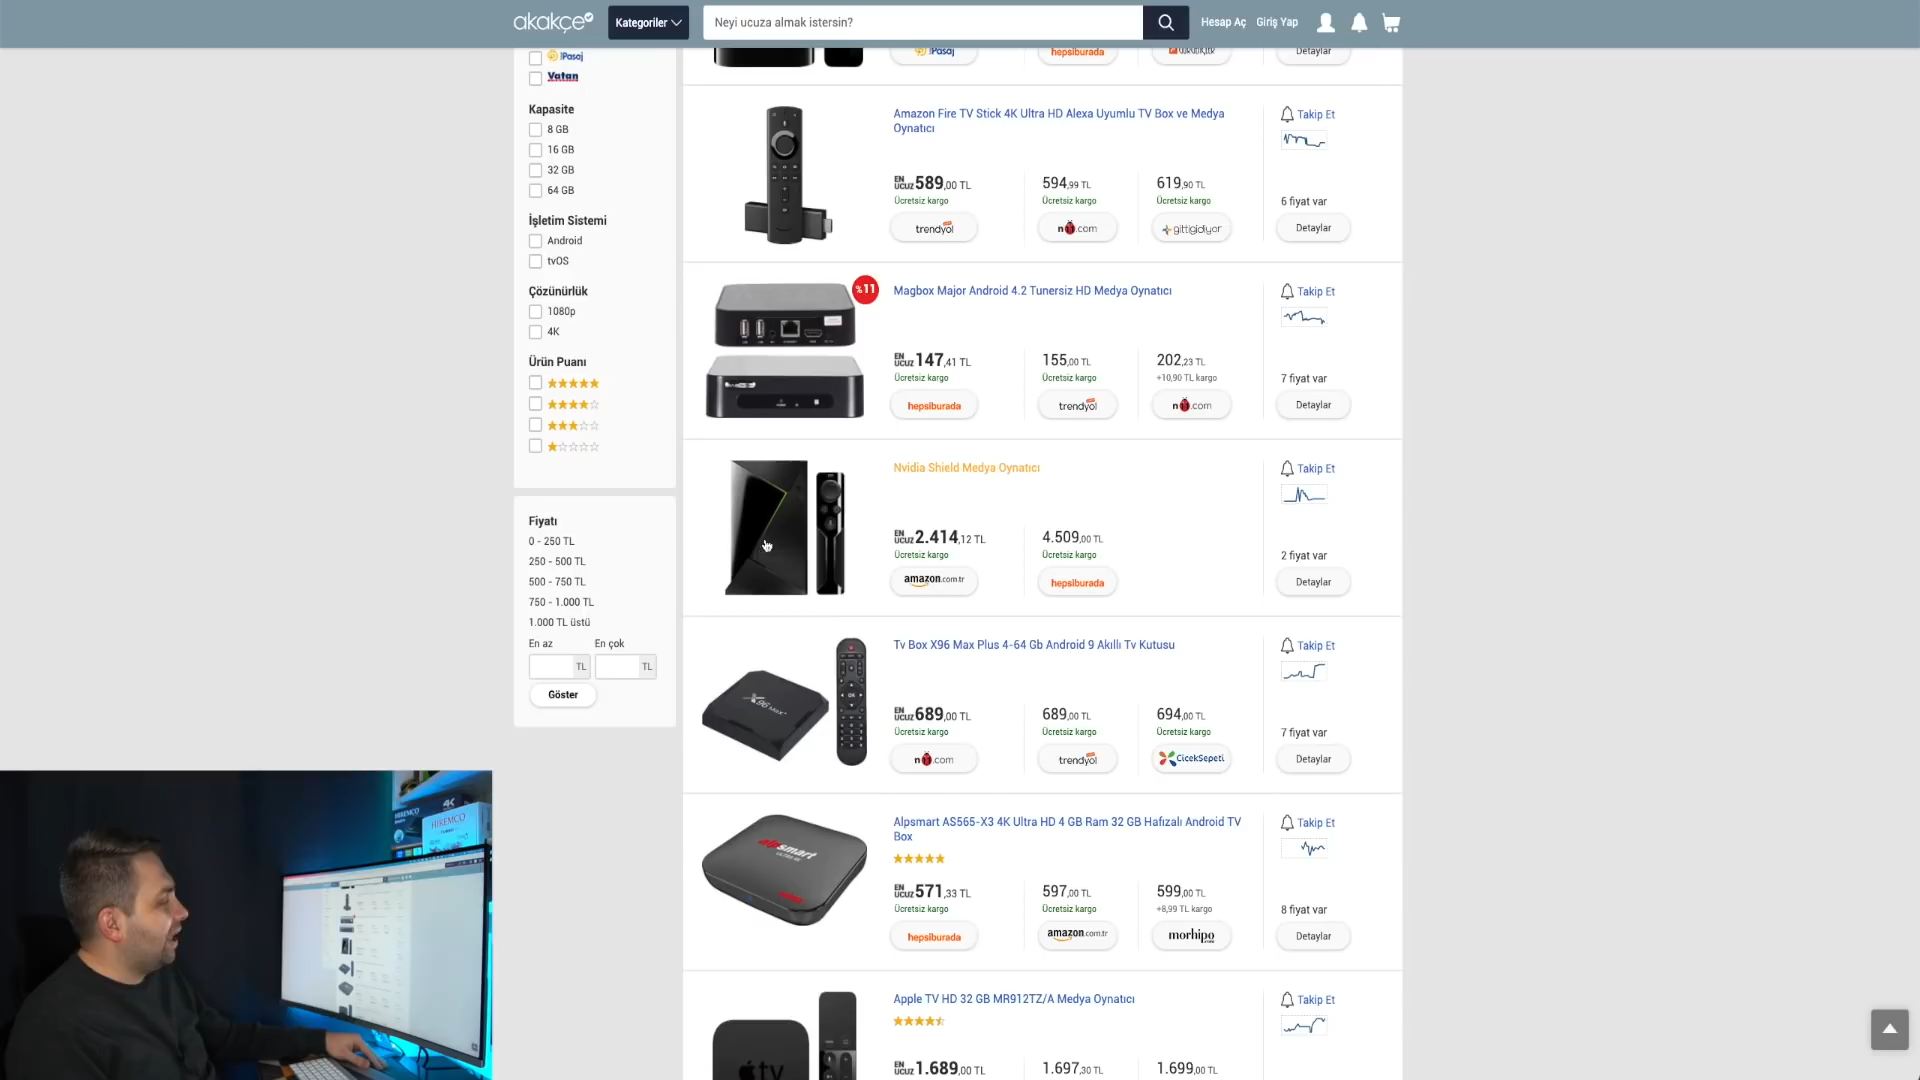 akakçe
Kategoriler
Neyi ucuza almak istersin?
Hesap Aç
Giriş Yap
Pasaj
Vatan
Kapasite
8 GB
16 GB
32 GB
64 GB
İşletim Sistemi
Android
tvOS
Çözünürlük
1080p
4K
Ürün Puanı
Fiyatı
0 - 250 TL
250 - 500 TL
500 - 750 TL
750 - 1.000 TL
1.000 TL üstü
En az
En çok
TL
TL
Göster
Pasaj
hepsiburada
Detaylar
Amazon Fire TV Stick 4K Ultra HD Alexa Uyumlu TV Box ve Medya
Oynatıcı
Takip Et
EN UCUZ 589,00 TL
Ücretsiz kargo
trendyol
594,99 TL
Ücretsiz kargo
n11.com
619,90 TL
Ücretsiz kargo
gittigidiyor
6 fiyat var
Detaylar
%11
Magbox Major Android 4.2 Tunersiz HD Medya Oynatıcı
Takip Et
EN UCUZ 147,41 TL
Ücretsiz kargo
hepsiburada
155,00 TL
Ücretsiz kargo
trendyol
202,23 TL
+10,90 TL kargo
n11.com
7 fiyat var
Detaylar
Nvidia Shield Medya Oynatıcı
Takip Et
EN UCUZ 2.414,12 TL
Ücretsiz kargo
amazon.com.tr
4.509,00 TL
Ücretsiz kargo
hepsiburada
2 fiyat var
Detaylar
X96 Max+
OK
Tv Box X96 Max Plus 4-64 Gb Android 9 Akıllı Tv Kutusu
Takip Et
EN UCUZ 689,00 TL
Ücretsiz kargo
n11.com
689,00 TL
Ücretsiz kargo
trendyol
694,00 TL
Ücretsiz kargo
CicekSepeti
7 fiyat var
Detaylar
alpsmart
Alpsmart AS565-X3 4K Ultra HD 4 GB Ram 32 GB Hafızalı Android TV
Box
Takip Et
EN UCUZ 571,33 TL
Ücretsiz kargo
hepsiburada
597,00 TL
Ücretsiz kargo
amazon.com.tr
599,00 TL
+8,99 TL kargo
morhipo
8 fiyat var
Detaylar
tv
Apple TV HD 32 GB MR912TZ/A Medya Oynatıcı
Takip Et
EN UCUZ 1.689,00 TL
1.697,30 TL
1.699,00 TL
4K
HIREMCO
HIREMCO